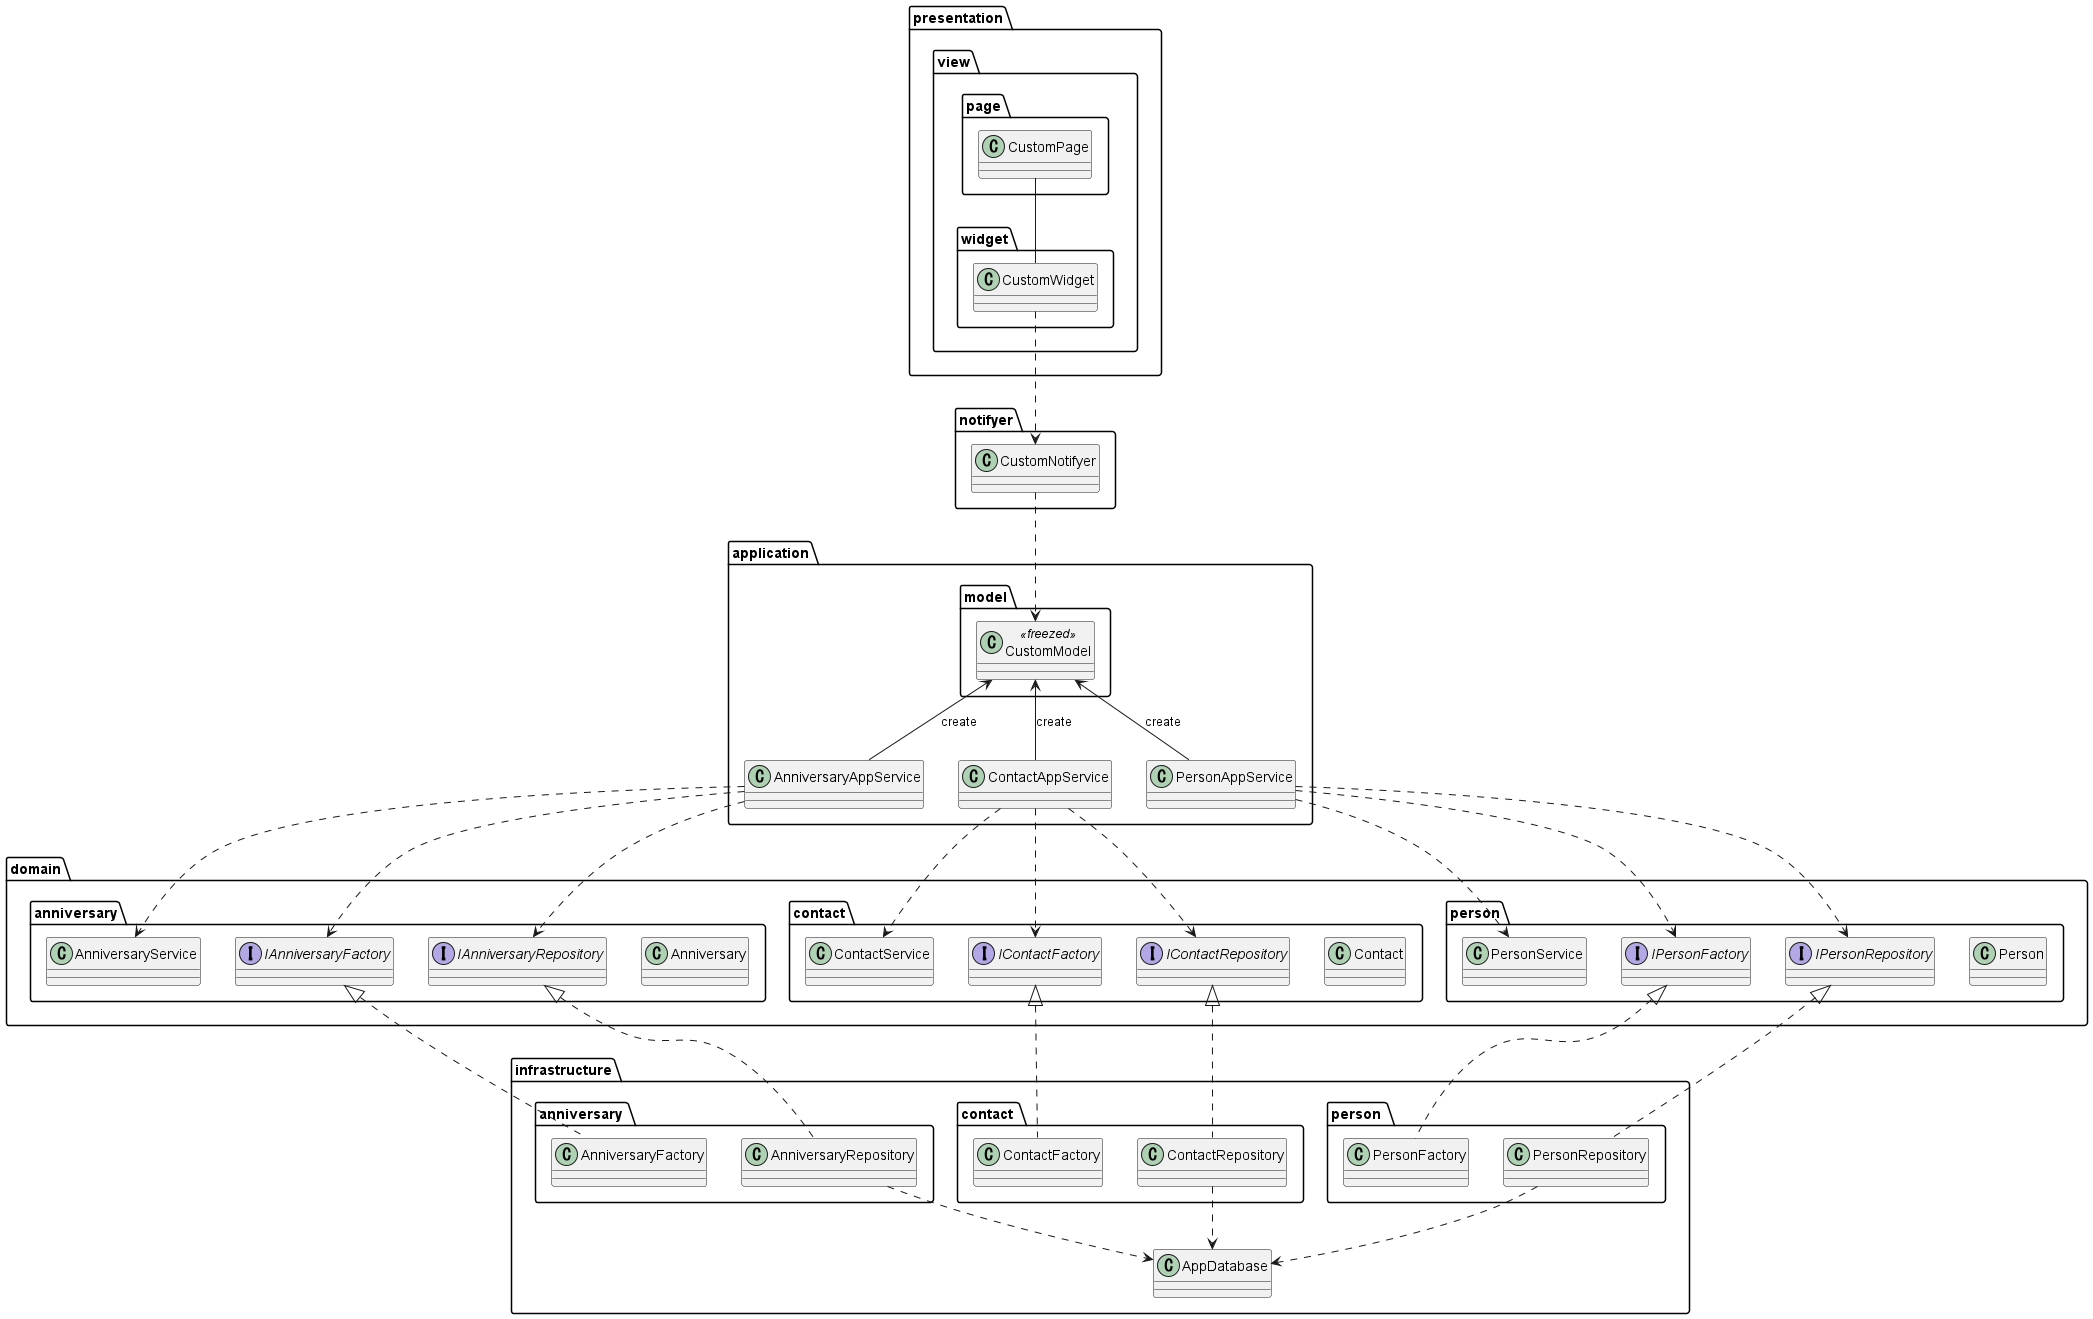 presentation
view
page
C CustomPage
widget
C CustomWidget
notifyer
C CustomNotifyer
application
model
«freezed»
C CustomModel
create
create
create
C AnniversaryAppService
C ContactAppService
C PersonAppService
domain
anniversary
C AnniversaryService
I IAnniversaryFactory
I IAnniversaryRepository
C Anniversary
contact
C ContactService
I IContactFactory
I IContactRepository
C Contact
person
C PersonService
I IPersonFactory
I IPersonRepository
C Person
infrastructure
anniversary
C AnniversaryFactory
C AnniversaryRepository
contact
C ContactFactory
C ContactRepository
person
C PersonFactory
C PersonRepository
C AppDatabase